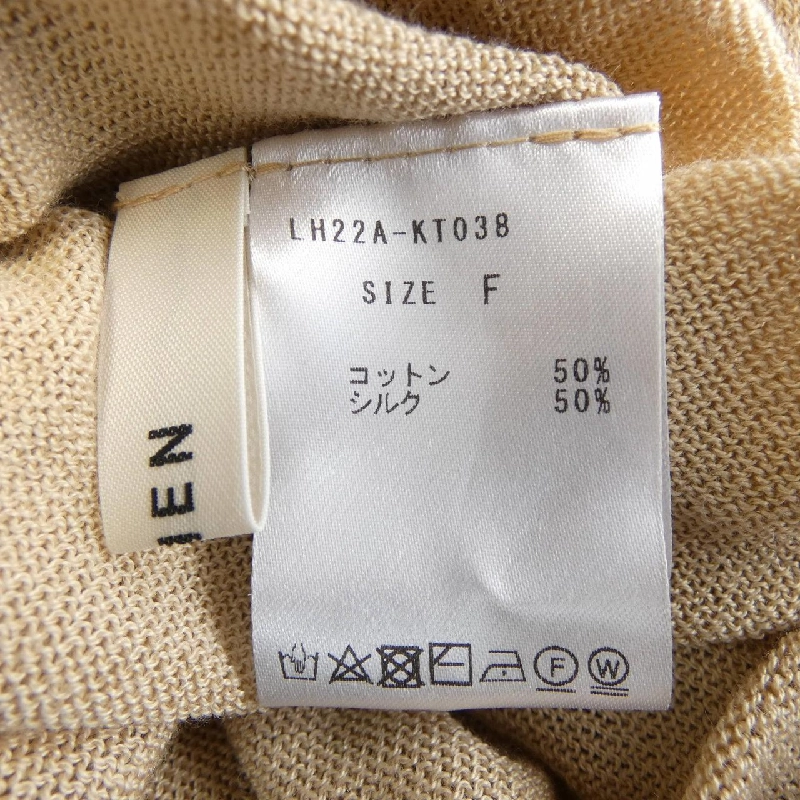 LH22A-KT038
SIZE F
コットン 50%
シルク 50%
F W
EN